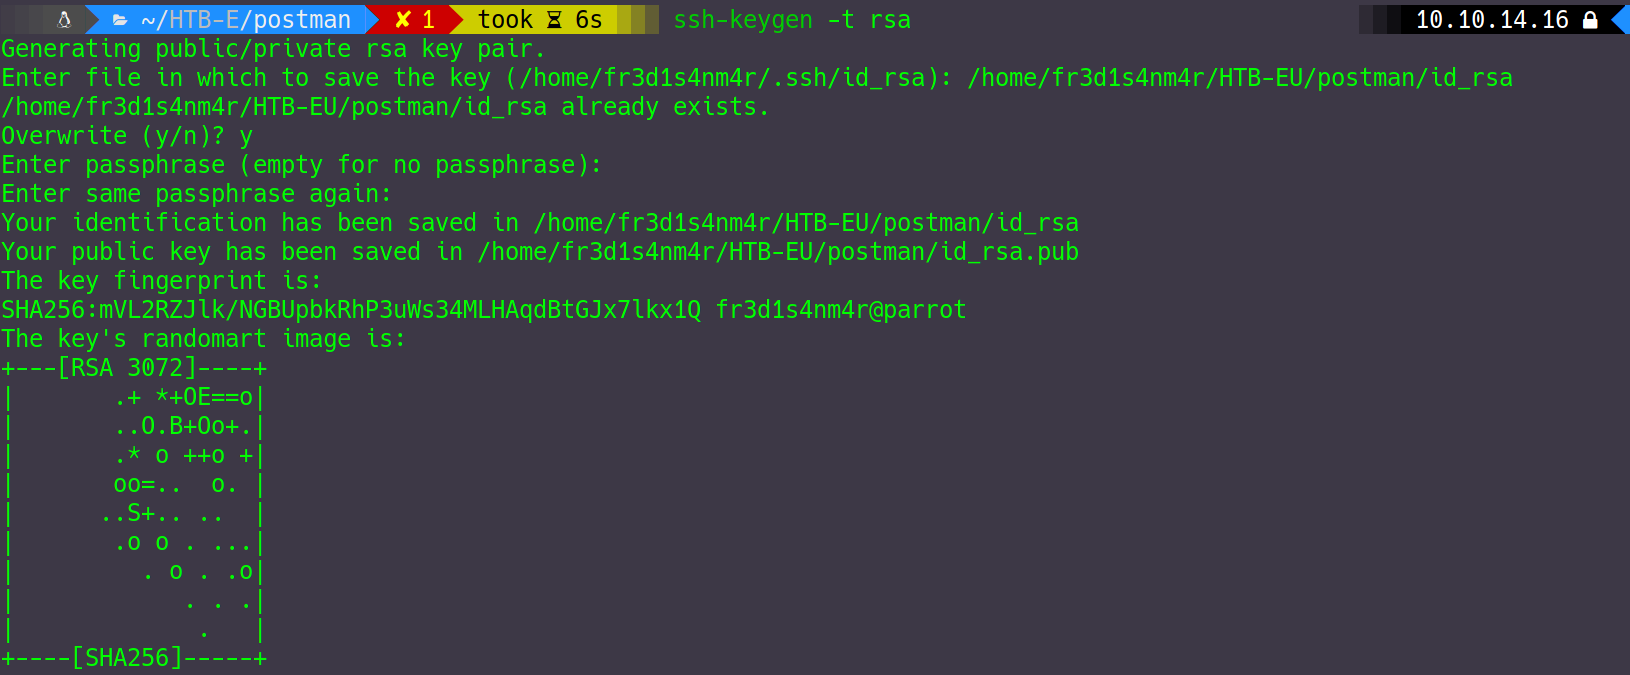 ~/HTB-E/postman ✘ 1 took 6s ssh-keygen -t rsa 10.10.14.16
Generating public/private rsa key pair.
Enter file in which to save the key (/home/fr3d1s4nm4r/.ssh/id_rsa): /home/fr3d1s4nm4r/HTB-EU/postman/id_rsa
/home/fr3d1s4nm4r/HTB-EU/postman/id_rsa already exists.
Overwrite (y/n)? y
Enter passphrase (empty for no passphrase):
Enter same passphrase again:
Your identification has been saved in /home/fr3d1s4nm4r/HTB-EU/postman/id_rsa
Your public key has been saved in /home/fr3d1s4nm4r/HTB-EU/postman/id_rsa.pub
The key fingerprint is:
SHA256:mVL2RZJlk/NGBUpbkRhP3uWs34MLHAqdBtGJx7lkx1Q fr3d1s4nm4r@parrot
The key's randomart image is:
+---[RSA 3072]----+
|       .+ *+OE==o|
|       ..O.B+Oo+.|
|       .* o ++o +|
|       oo=..  o. |
|      ..S+.. ..  |
|       .o o . ...|
|         . o . .o|
|            . . .|
|             .   |
+----[SHA256]-----+